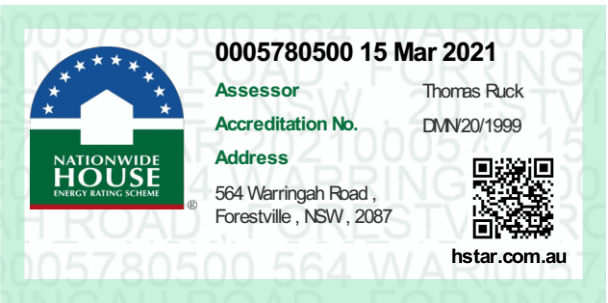 0005780500 15 Mar 2021
Assessor Thomas Ruck
Accreditation No. DMN/20/1999
Address
564 Warringah Road ,
Forestville , NSW , 2087
hstar.com.au
NATIONWIDE
HOUSE
ENERGY RATING SCHEME
®